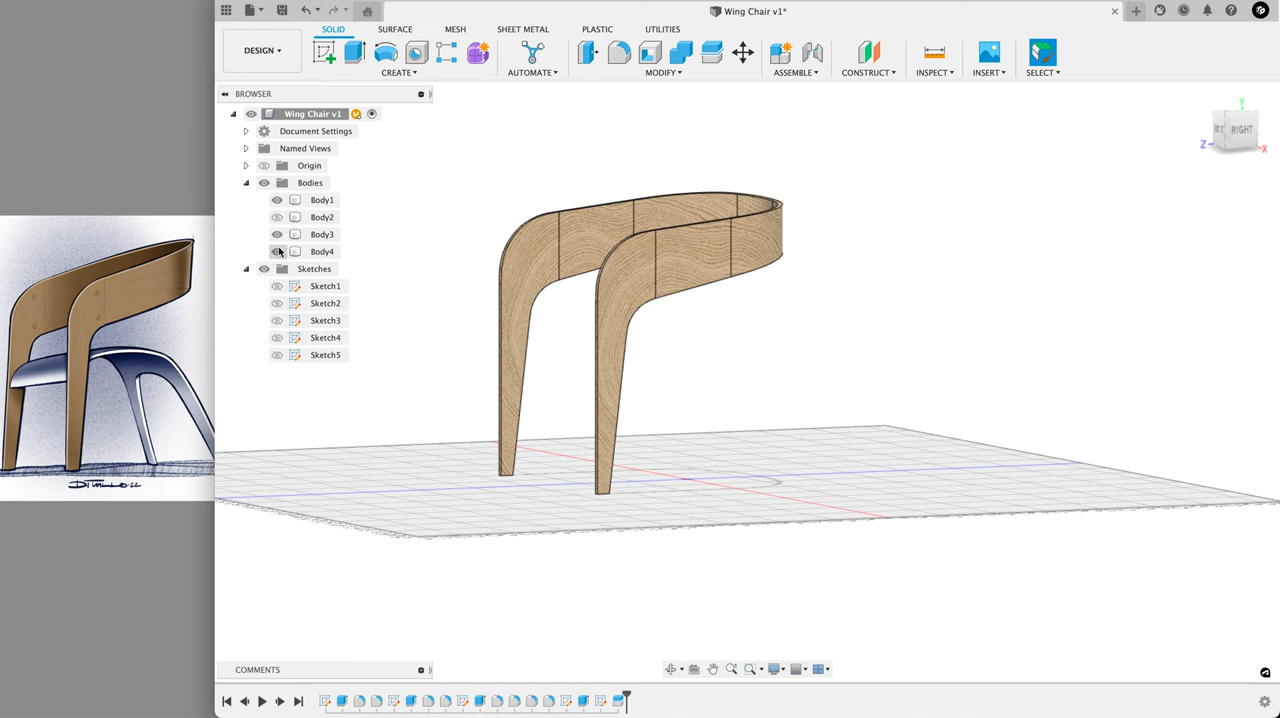 Wing Chair v1*
DESIGN
SOLID SURFACE MESH SHEET METAL PLASTIC UTILITIES
CREATE AUTOMATE MODIFY ASSEMBLE CONSTRUCT INSPECT INSERT SELECT
BROWSER
Wing Chair v1
Document Settings
Named Views
Origin
Bodies
Body1
Body2
Body3
Body4
Sketches
Sketch1
Sketch2
Sketch3
Sketch4
Sketch5
Y
RIGHT
Z
X
COMMENTS